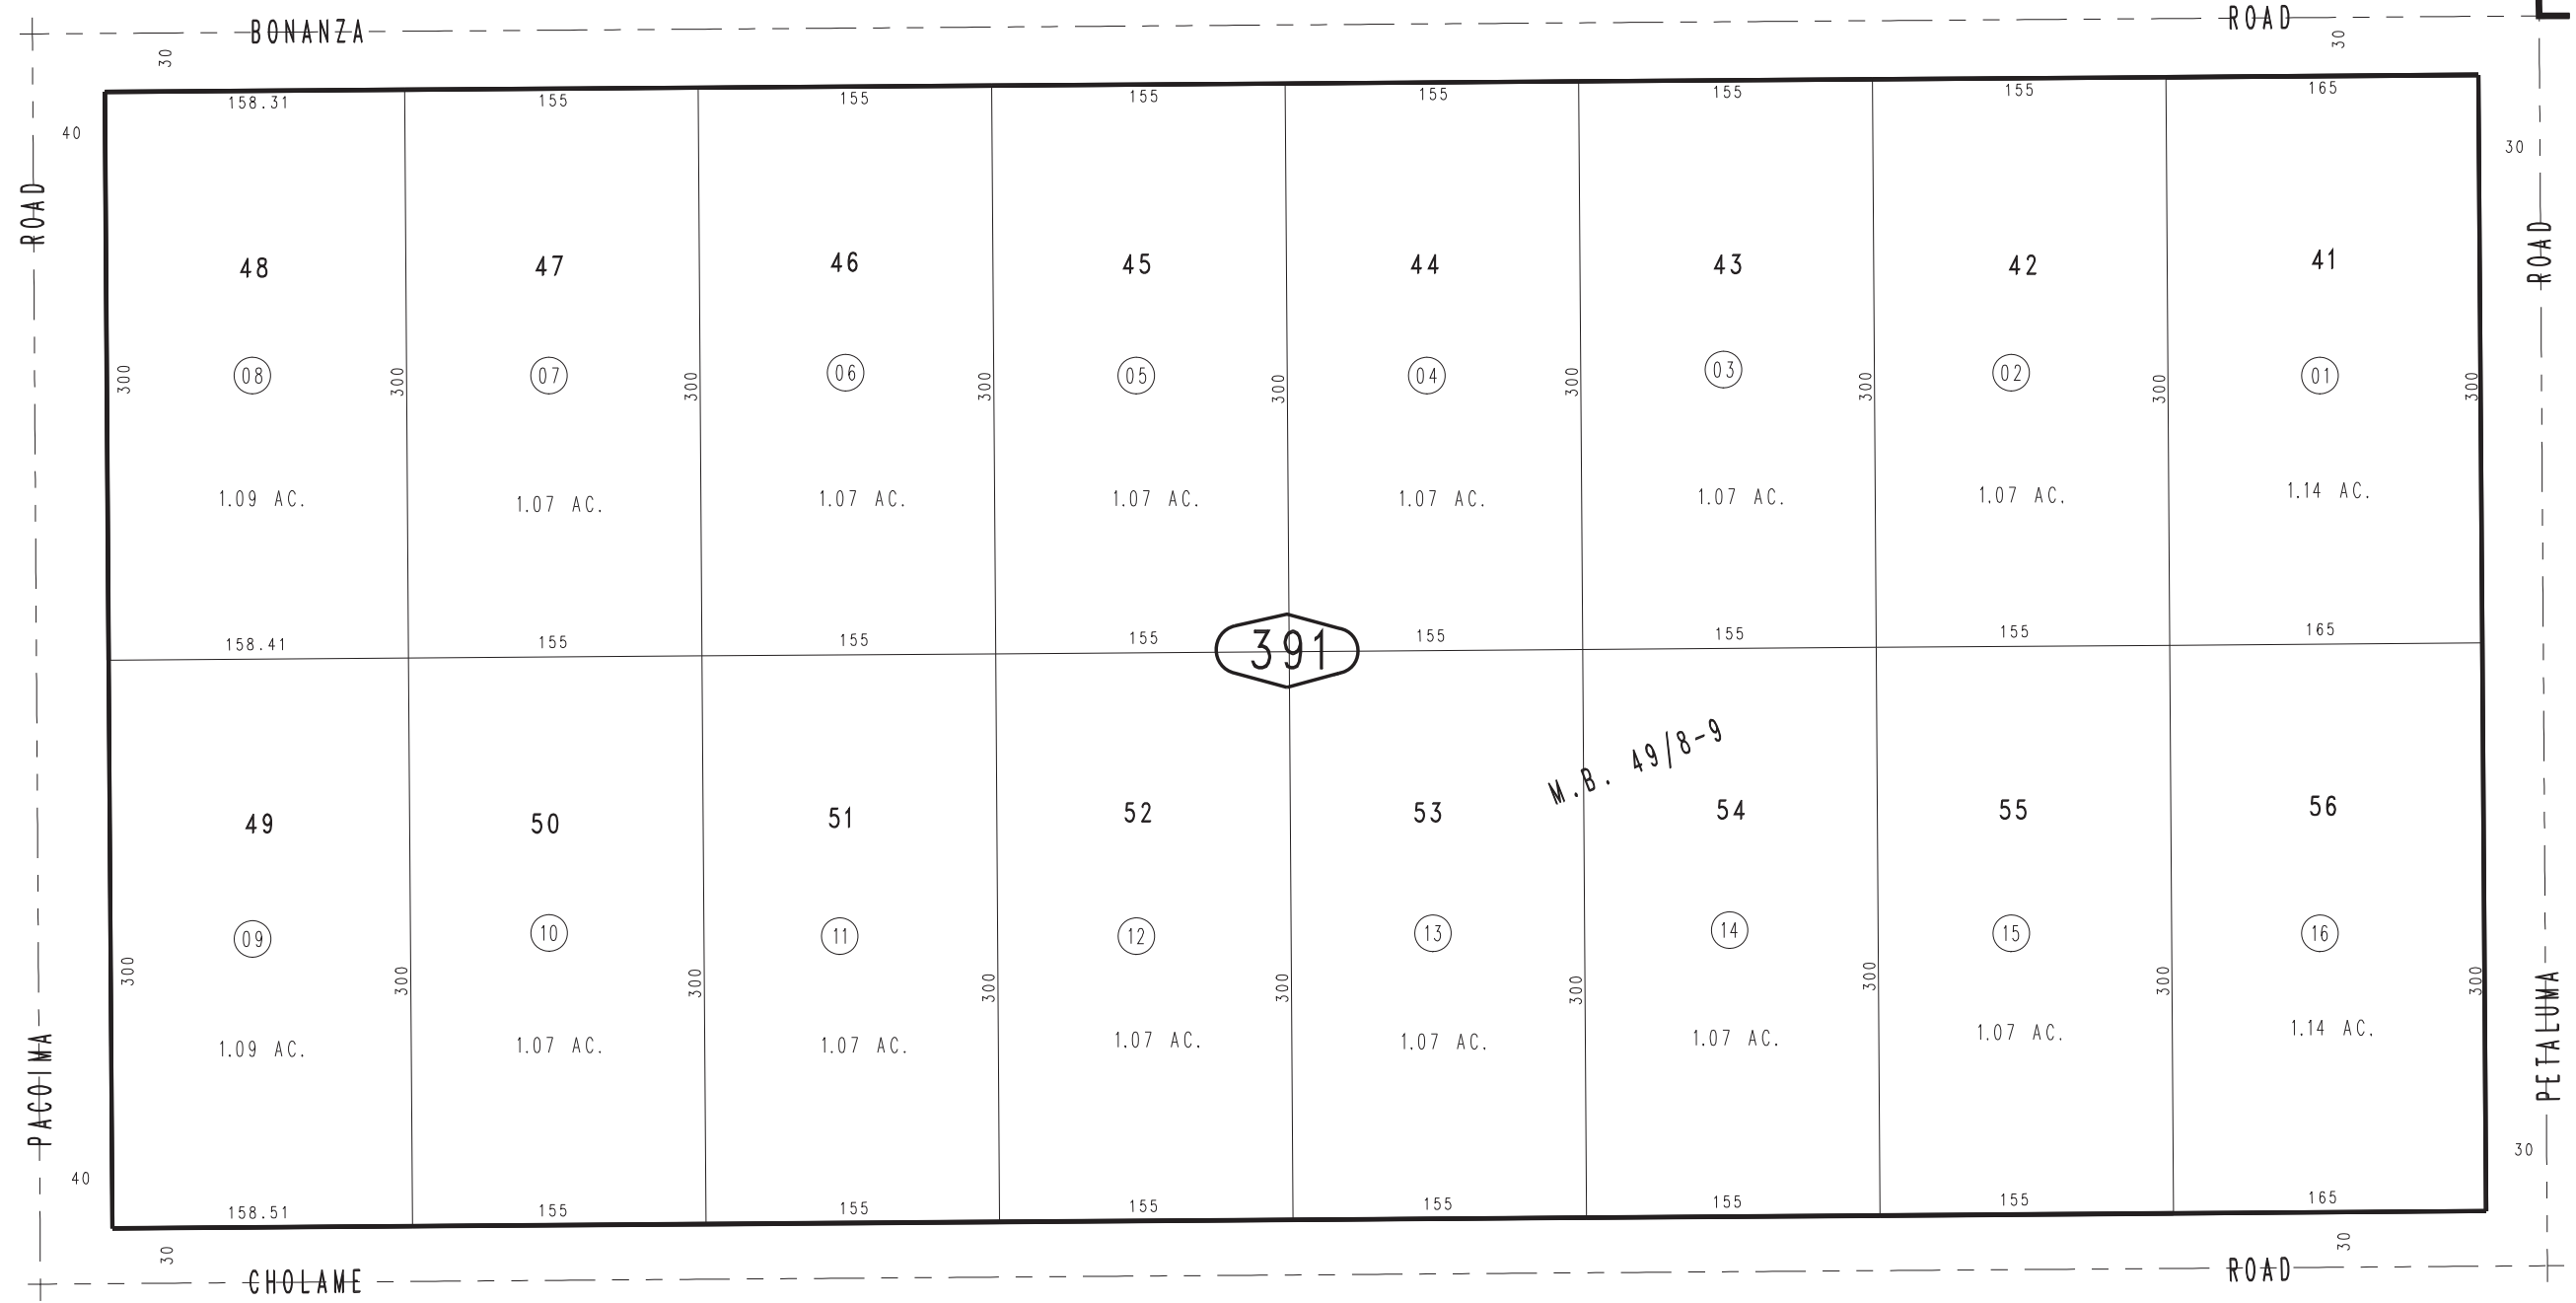 BONANZA ROAD
30 30
158.31 155 155 155 155 155 155 165
40 30
ROAD ROAD
48 47 46 45 44 43 42 41
08 07 06 05 04 03 02 01
300 300 300 300 300 300 300 300 300
1.09 AC. 1.07 AC. 1.07 AC. 1.07 AC. 1.07 AC. 1.07 AC. 1.07 AC. 1.14 AC.
158.41 155 155 155 155 155 155 165
391
M.B. 49/8-9
49 50 51 52 53 54 55 56
09 10 11 12 13 14 15 16
300 300 300 300 300 300 300 300 300
1.09 AC. 1.07 AC. 1.07 AC. 1.07 AC. 1.07 AC. 1.07 AC. 1.07 AC. 1.14 AC.
PACOIMA PETALUMA
40 30
158.51 155 155 155 155 155 155 165
30 30
CHOLAME ROAD